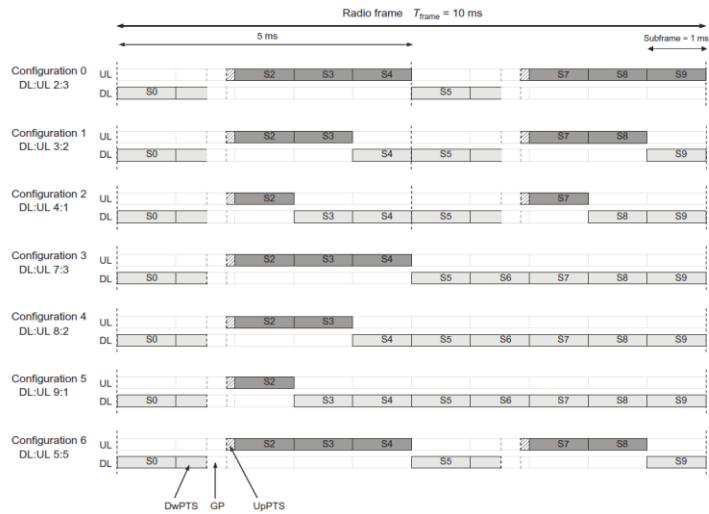 Radio frame T_frame = 10 ms
5 ms
Subframe = 1 ms
Configuration 0
DL:UL 2:3
UL S2 S3 S4 S7 S8 S9
DL S0 S5
Configuration 1
DL:UL 3:2
UL S2 S3 S7 S8
DL S0 S4 S5 S9
Configuration 2
DL:UL 4:1
UL S2 S7
DL S0 S3 S4 S5 S8 S9
Configuration 3
DL:UL 7:3
UL S2 S3 S4
DL S0 S5 S6 S7 S8 S9
Configuration 4
DL:UL 8:2
UL S2 S3
DL S0 S4 S5 S6 S7 S8 S9
Configuration 5
DL:UL 9:1
UL S2
DL S0 S3 S4 S5 S6 S7 S8 S9
Configuration 6
DL:UL 5:5
UL S2 S3 S4 S7 S8
DL S0 S5 S9
DwPTS GP UpPTS